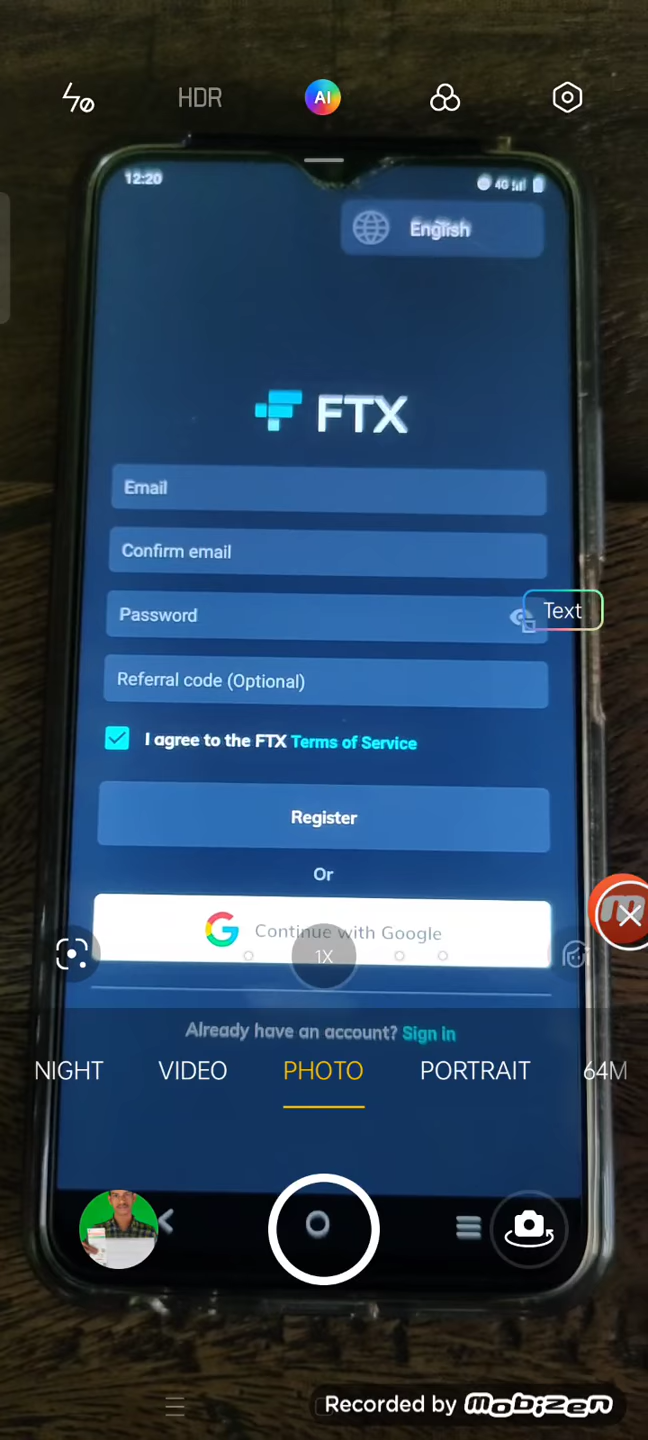 HDR
AI
12:20
4G
English
FTX
Email
Confirm email
Password
Text
Referral code (Optional)
I agree to the FTX Terms of Service
Register
Or
Continue with Google
1X
Already have an account? Sign in
NIGHT
VIDEO
PHOTO
PORTRAIT
64M
Recorded by mobizen